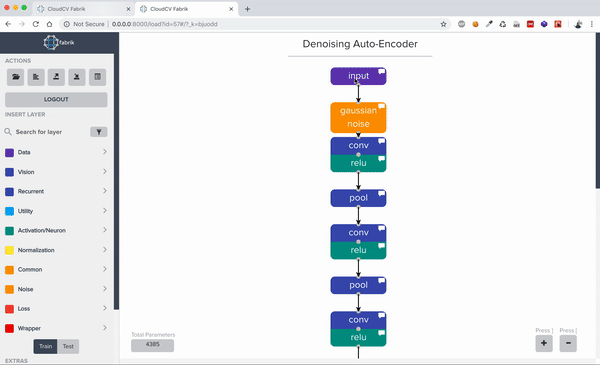 CloudCV Fabrik
CloudCV Fabrik
Not Secure | 0.0.0.0:8000/load?id=57#/?_k=bjuodd
fabrik
ACTIONS
LOGOUT
INSERT LAYER
Search for layer
Data
Vision
Recurrent
Utility
Activation/Neuron
Normalization
Common
Noise
Loss
Wrapper
Train
Test
EXTRAS
Denoising Auto-Encoder
input
gaussian
noise
conv
relu
pool
conv
relu
pool
conv
relu
Total Parameters
4385
Press ]
Press [
+
−